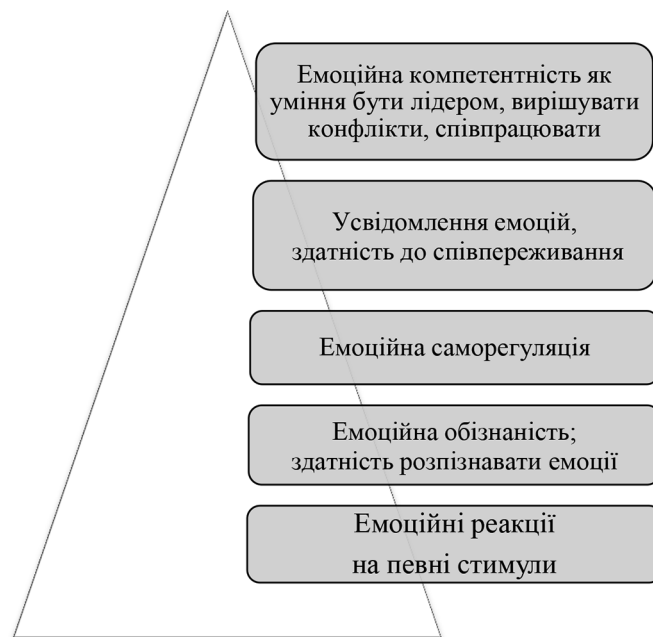 Емоційна компетентність як
уміння бути лідером, вирішувати
конфлікти, співпрацювати
Усвідомлення емоцій,
здатність до співпереживання
Емоційна саморегуляція
Емоційна обізнаність;
здатність розпізнавати емоції
Емоційні реакції
на певні стимули